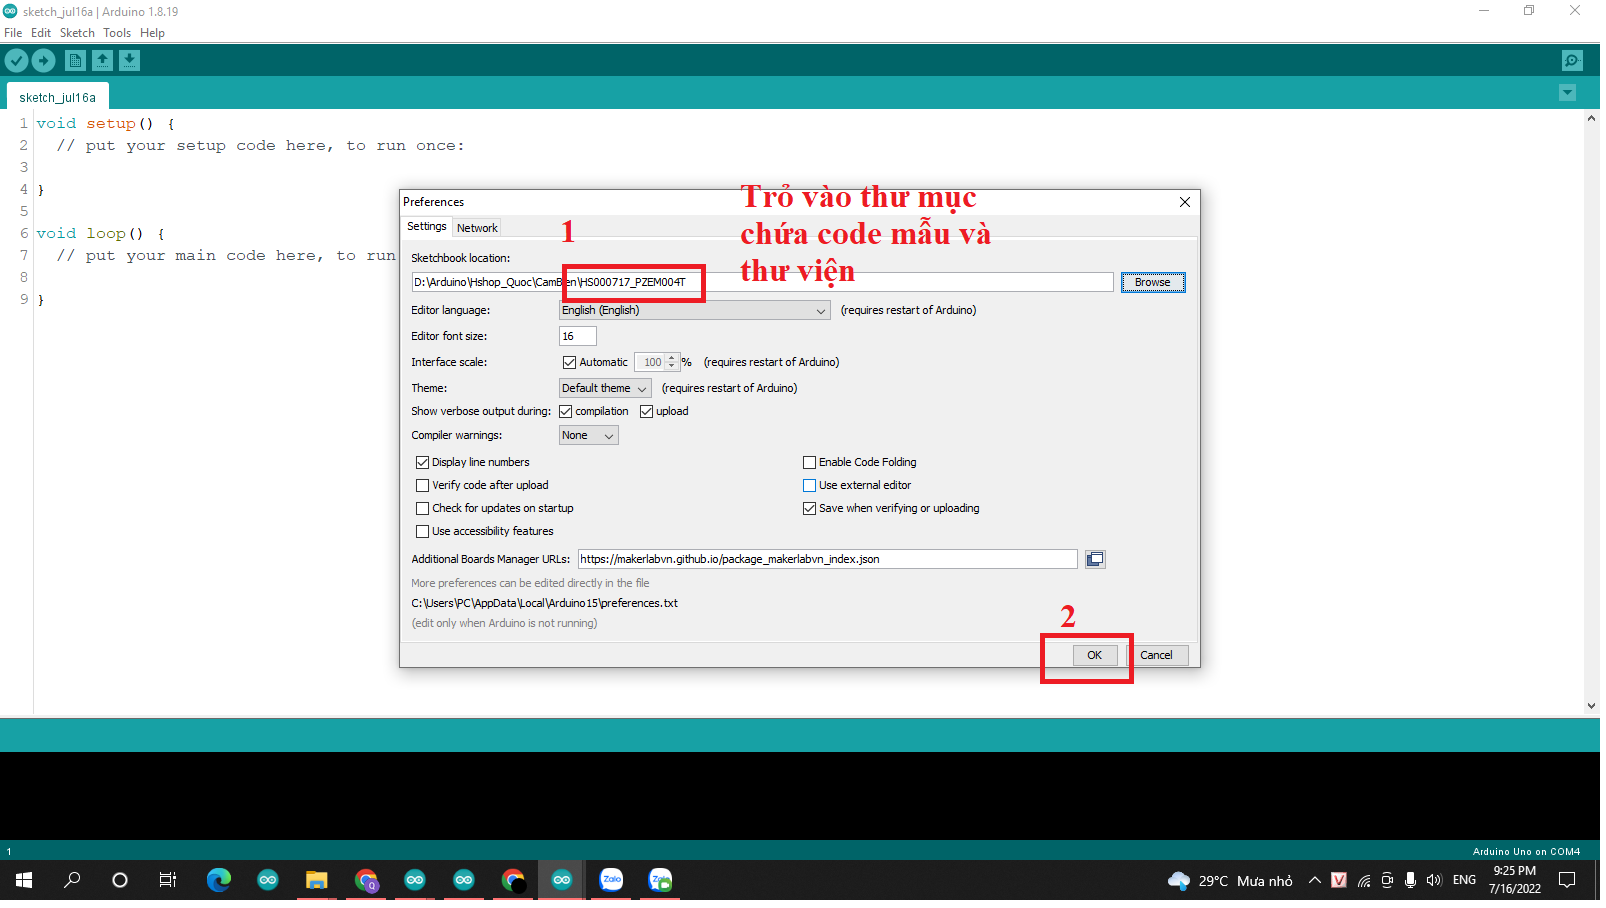 sketch_jul16a | Arduino 1.8.19
File Edit Sketch Tools Help
sketch_jul16a
1 void setup() {
2 // put your setup code here, to run once:
3
4 }
5
6 void loop() {
7 // put your main code here, to run
8
9 }
Preferences
Trỏ vào thư mục
chứa code mẫu và
thư viện
Settings Network
1
Sketchbook location:
D:\Arduino\Hshop_Quoc\CamBien\HS000717_PZEM004T Browse
Editor language: English (English) (requires restart of Arduino)
Editor font size: 16
Interface scale: Automatic 100 % (requires restart of Arduino)
Theme: Default theme (requires restart of Arduino)
Show verbose output during: compilation upload
Compiler warnings: None
Display line numbers Enable Code Folding
Verify code after upload Use external editor
Check for updates on startup Save when verifying or uploading
Use accessibility features
Additional Boards Manager URLs: https://makerlabvn.github.io/package_makerlabvn_index.json
More preferences can be edited directly in the file
C:\Users\PC\AppData\Local\Arduino15\preferences.txt
(edit only when Arduino is not running)
2
OK Cancel
1 Arduino Uno on COM4
Q Zalo Zalo 29°C Mưa nhỏ V ENG 9:25 PM
7/16/2022